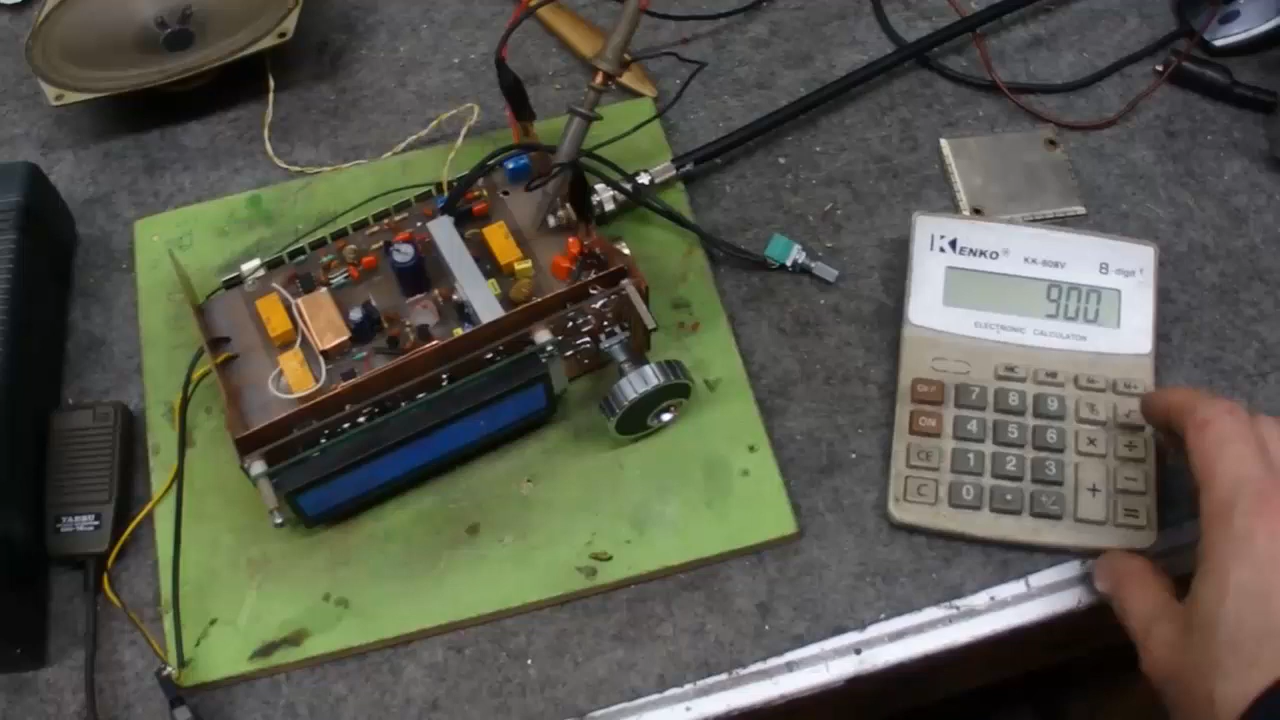 KENKO
KK-808V
8-digit
900
ELECTRONIC CALCULATOR
OFF
7 8 9
ON
4 5 6 × ÷
CE
1 2 3 + −
C
0 . +/− =
YAESU